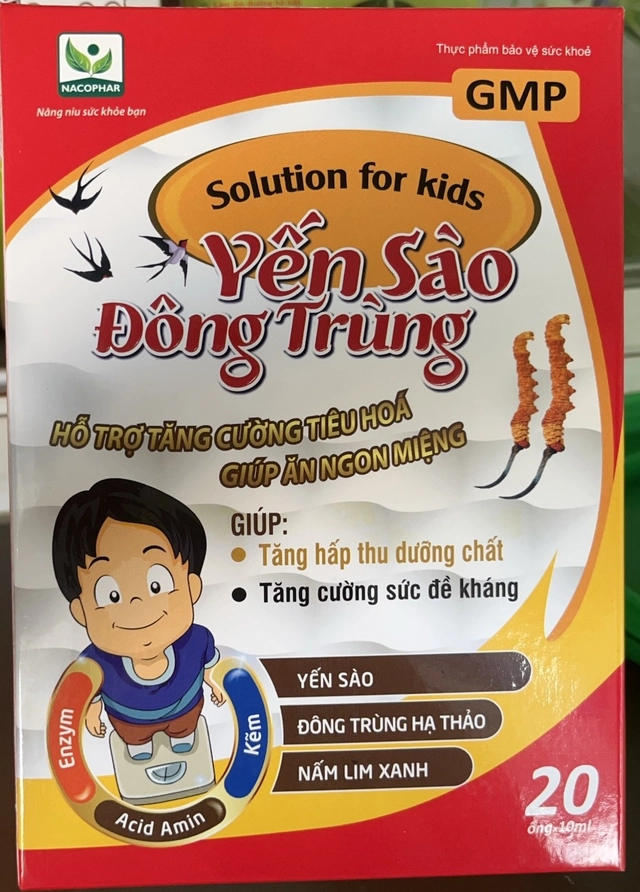 NACOPHAR
Nâng niu sức khỏe bạn
Thực phẩm bảo vệ sức khoẻ
GMP
Solution for kids
Yến Sào
Đông Trùng
HỖ TRỢ TĂNG CƯỜNG TIÊU HOÁ
GIÚP ĂN NGON MIỆNG
GIÚP:
• Tăng hấp thu dưỡng chất
• Tăng cường sức đề kháng
YẾN SÀO
ĐÔNG TRÙNG HẠ THẢO
NẤM LIM XANH
Enzym
Acid Amin
Kẽm
20
ống×10ml